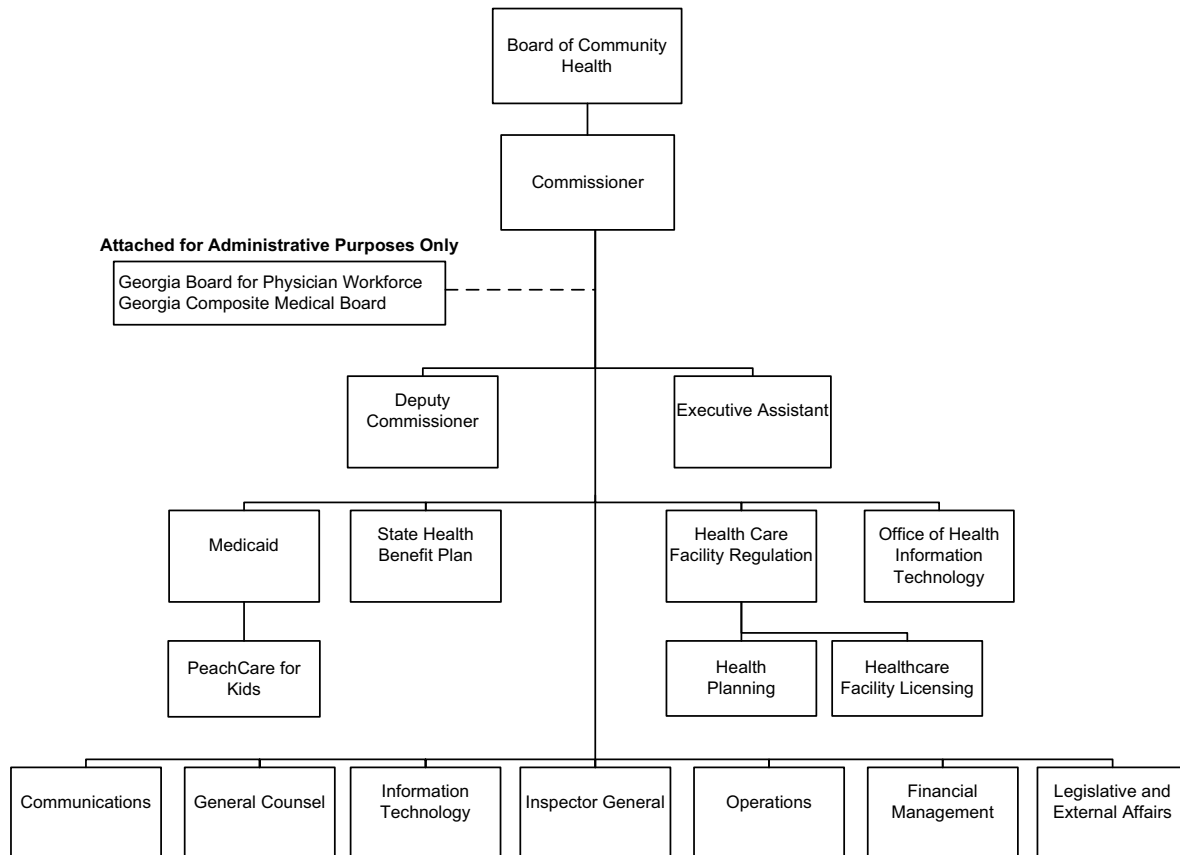 Board of Community
Health
Commissioner
Attached for Administrative Purposes Only
Georgia Board for Physician Workforce
Georgia Composite Medical Board
Deputy
Commissioner
Executive Assistant
Medicaid
State Health
Benefit Plan
Health Care
Facility Regulation
Office of Health
Information
Technology
PeachCare for
Kids
Health
Planning
Healthcare
Facility Licensing
Communications
General Counsel
Information
Technology
Inspector General
Operations
Financial
Management
Legislative and
External Affairs